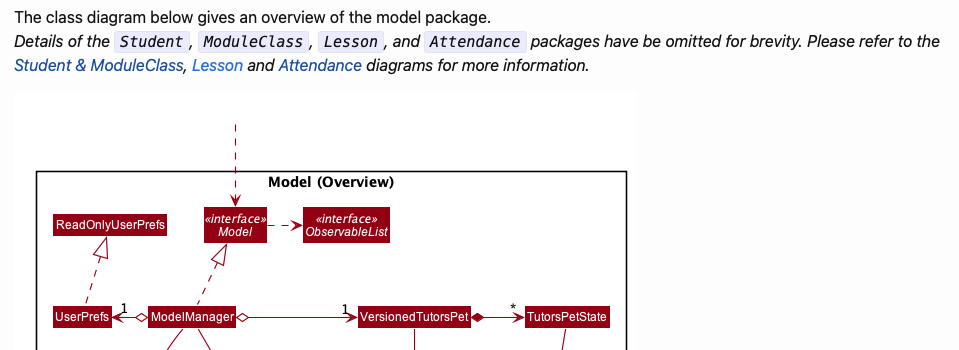 The class diagram below gives an overview of the model package.
Details of the Student, ModuleClass, Lesson, and Attendance packages have be omitted for brevity. Please refer to the
Student & ModuleClass, Lesson and Attendance diagrams for more information.
Model (Overview)
ReadOnlyUserPrefs
«interface»
Model
«interface»
ObservableList
UserPrefs
1
ModelManager
1
VersionedTutorsPet
*
TutorsPetState